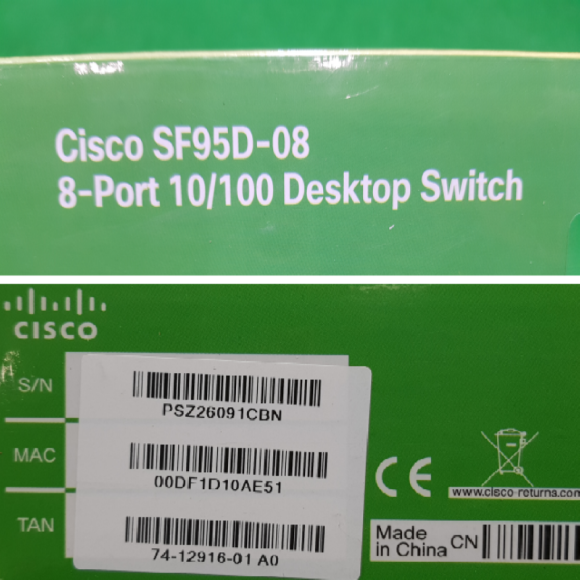 Cisco SF95D-08
8-Port 10/100 Desktop Switch
CISCO
S/N
PSZ26091CBN
MAC
00DF1D10AE51
TAN
74-12916-01 A0
CE
www.cisco-returna.com
Made
in China
CN